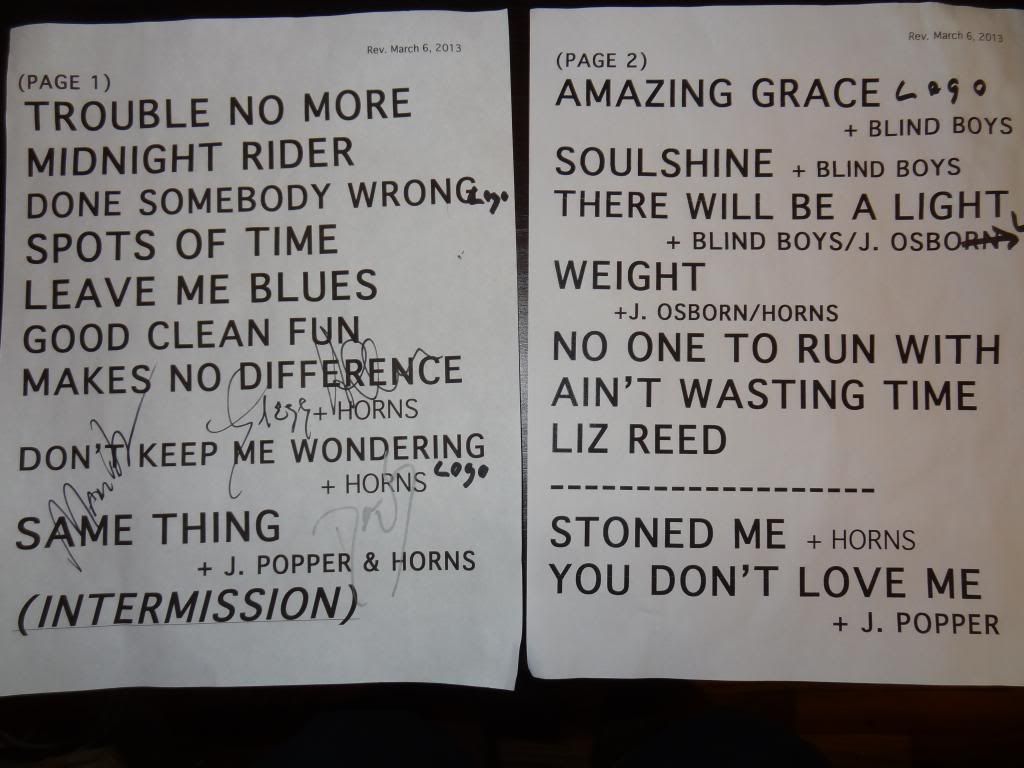 Rev. March 6, 2013
(PAGE 1)
TROUBLE NO MORE
MIDNIGHT RIDER
DONE SOMEBODY WRONG Logo
SPOTS OF TIME
LEAVE ME BLUES
GOOD CLEAN FUN
MAKES NO DIFFERENCE
Gregg + HORNS
DON'T KEEP ME WONDERING
+ HORNS Logo
SAME THING
+ J. POPPER & HORNS
(INTERMISSION)
Rev. March 6, 2013
(PAGE 2)
AMAZING GRACE Logo
+ BLIND BOYS
SOULSHINE + BLIND BOYS
THERE WILL BE A LIGHT
+ BLIND BOYS/J. OSBORN
WEIGHT
+J. OSBORN/HORNS
NO ONE TO RUN WITH
AIN'T WASTING TIME
LIZ REED
-------------------
STONED ME + HORNS
YOU DON'T LOVE ME
+ J. POPPER